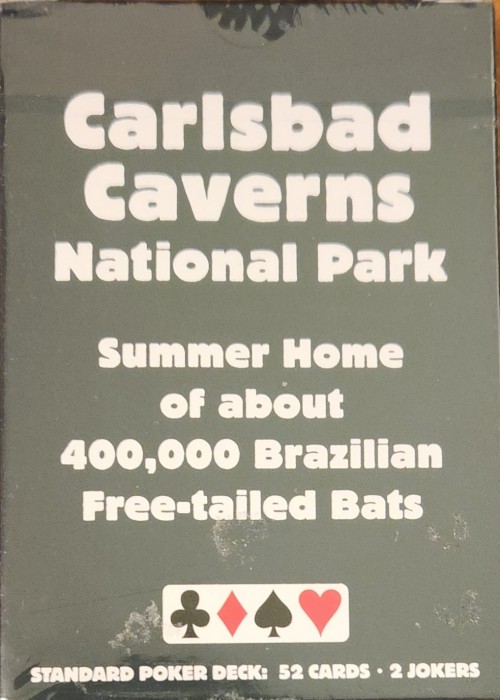 Carlsbad
Caverns
National Park
Summer Home
of about
400,000 Brazilian
Free-tailed Bats
STANDARD POKER DECK: 52 CARDS • 2 JOKERS